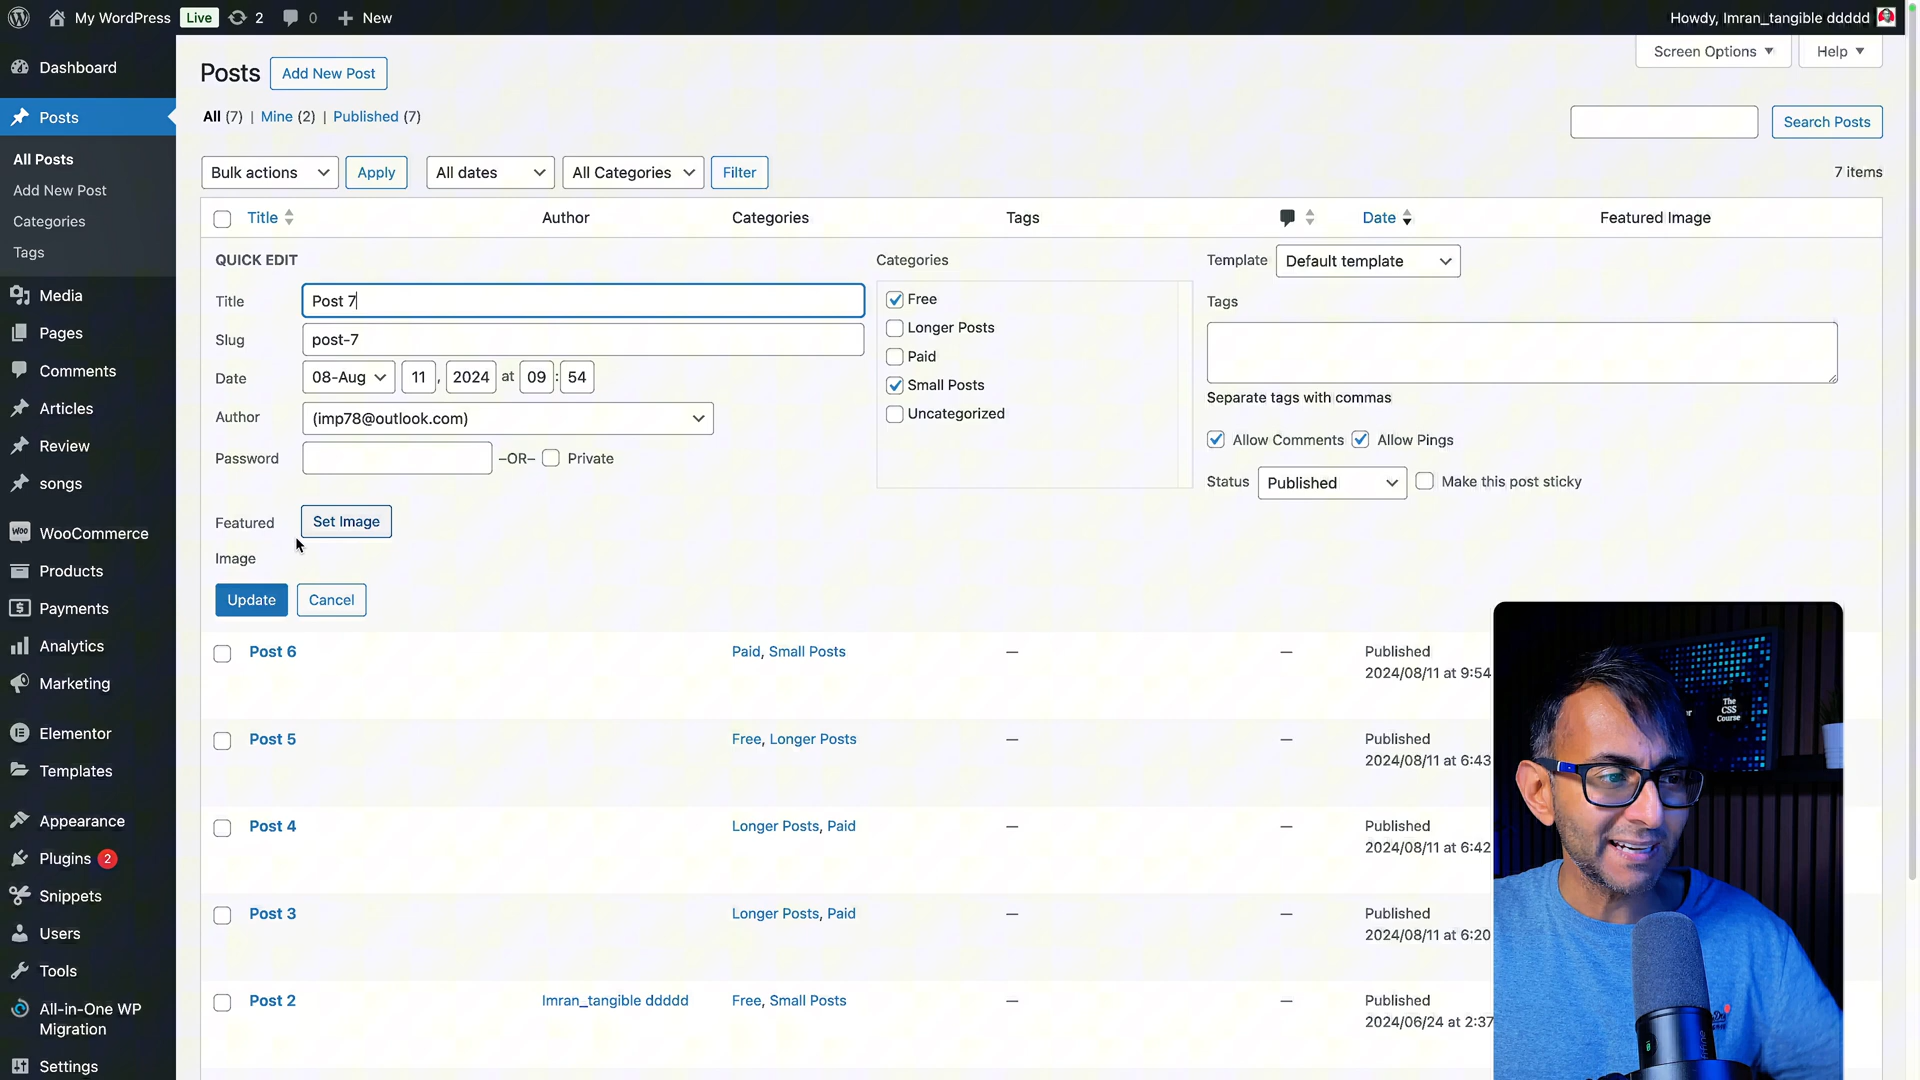 My WordPress Live 2 0 New Howdy, Imran_tangible ddddd
Screen Options Help
Dashboard
Posts
All Posts
Add New Post
Categories
Tags
Media
Pages
Comments
Articles
Review
songs
WooCommerce
Products
Payments
Analytics
Marketing
Elementor
Templates
Appearance
Plugins 2
Snippets
Users
Tools
All-in-One WP
Migration
Settings
Posts Add New Post
All (7) | Mine (2) | Published (7)
Search Posts
Bulk actions Apply All dates All Categories Filter 7 items
Title Author Categories Tags Date Featured Image
QUICK EDIT
Title Post 7
Slug post-7
Date 08-Aug 11 , 2024 at 09 : 54
Author (imp78@outlook.com)
Password –OR– Private
Featured
Image
Set Image
Update Cancel
Categories
Free
Longer Posts
Paid
Small Posts
Uncategorized
Template Default template
Tags
Separate tags with commas
Allow Comments Allow Pings
Status Published Make this post sticky
Post 6 Paid, Small Posts — — Published
2024/08/11 at 9:54
Post 5 Free, Longer Posts — — Published
2024/08/11 at 6:43
Post 4 Longer Posts, Paid — — Published
2024/08/11 at 6:42
Post 3 Longer Posts, Paid — — Published
2024/08/11 at 6:20
Post 2 Imran_tangible ddddd Free, Small Posts — — Published
2024/06/24 at 2:37
The
CSS
Course